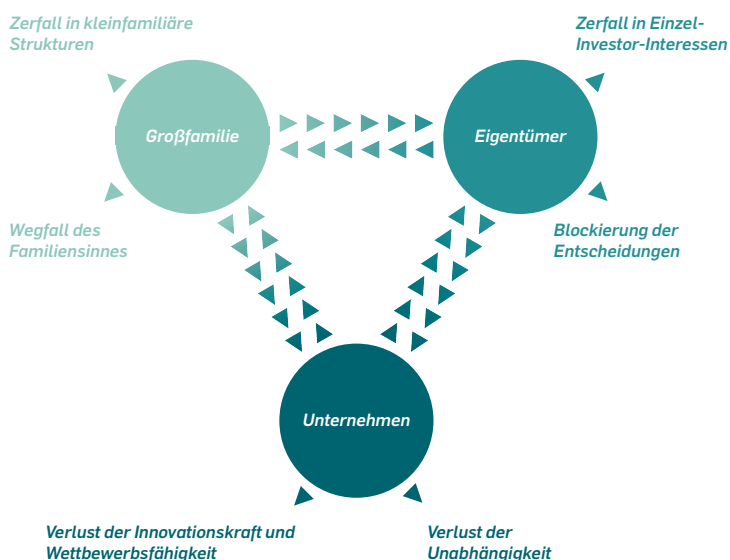 Zerfall in kleinfamiliäre
Strukturen
Zerfall in Einzel-
Investor-Interessen
Großfamilie
Eigentümer
Wegfall des
Familiensinnes
Blockierung der
Entscheidungen
Unternehmen
Verlust der Innovationskraft und
Wettbewerbsfähigkeit
Verlust der
Unabhängigkeit